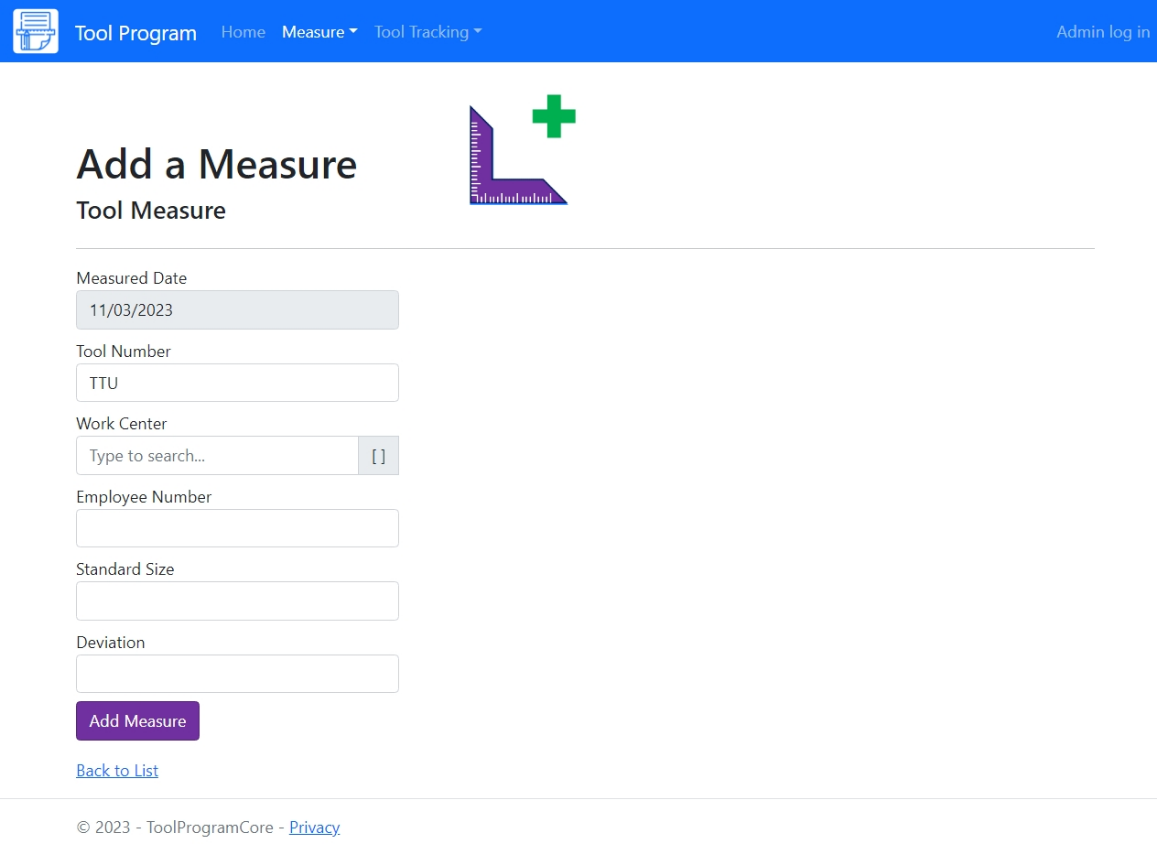 Tool Program Home Measure Tool Tracking Admin log in
Add a Measure
Tool Measure
Measured Date
11/03/2023
Tool Number
TTU
Work Center
Type to search... [ ]
Employee Number
Standard Size
Deviation
Add Measure
Back to List
© 2023 - ToolProgramCore - Privacy